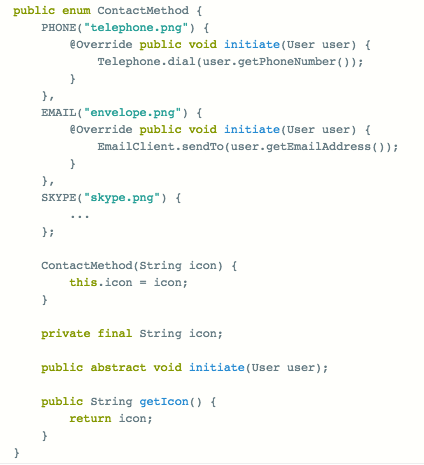 public enum ContactMethod {
    PHONE("telephone.png") {
        @Override public void initiate(User user) {
            Telephone.dial(user.getPhoneNumber());
        }
    },
    EMAIL("envelope.png") {
        @Override public void initiate(User user) {
            EmailClient.sendTo(user.getEmailAddress());
        }
    },
    SKYPE("skype.png") {
        ...
    };

    ContactMethod(String icon) {
        this.icon = icon;
    }

    private final String icon;

    public abstract void initiate(User user);

    public String getIcon() {
        return icon;
    }
}